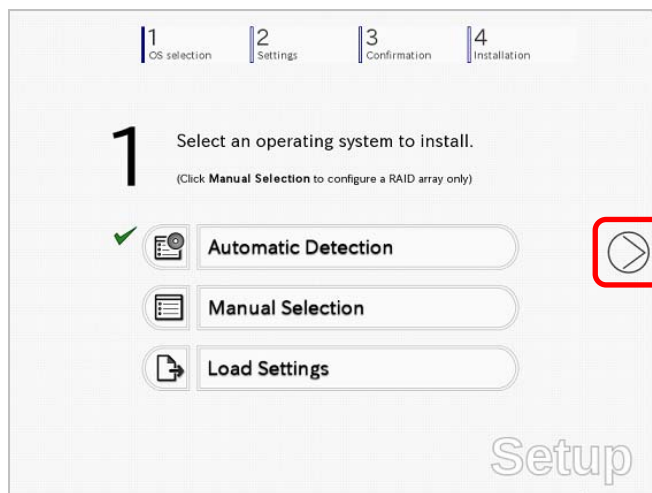 1 2 3 4
OS selection Settings Confirmation Installation
1 Select an operating system to install.
(Click Manual Selection to configure a RAID array only)
Automatic Detection
Manual Selection
Load Settings
Setup